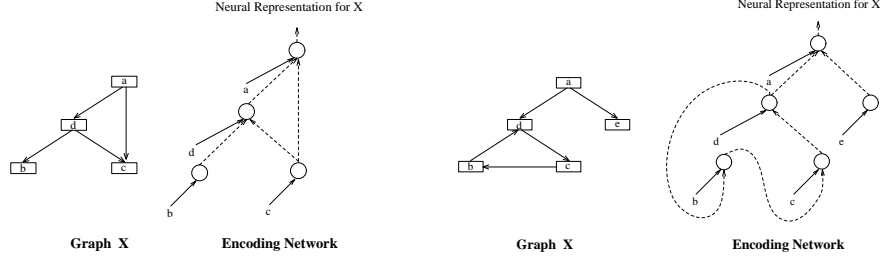 Neural Representation for X
a
d
b
c
Graph X
a
d
b
c
Encoding Network
a
d
e
b
c
Graph X
Neural Representation for X
a
d
e
b
c
Encoding Network